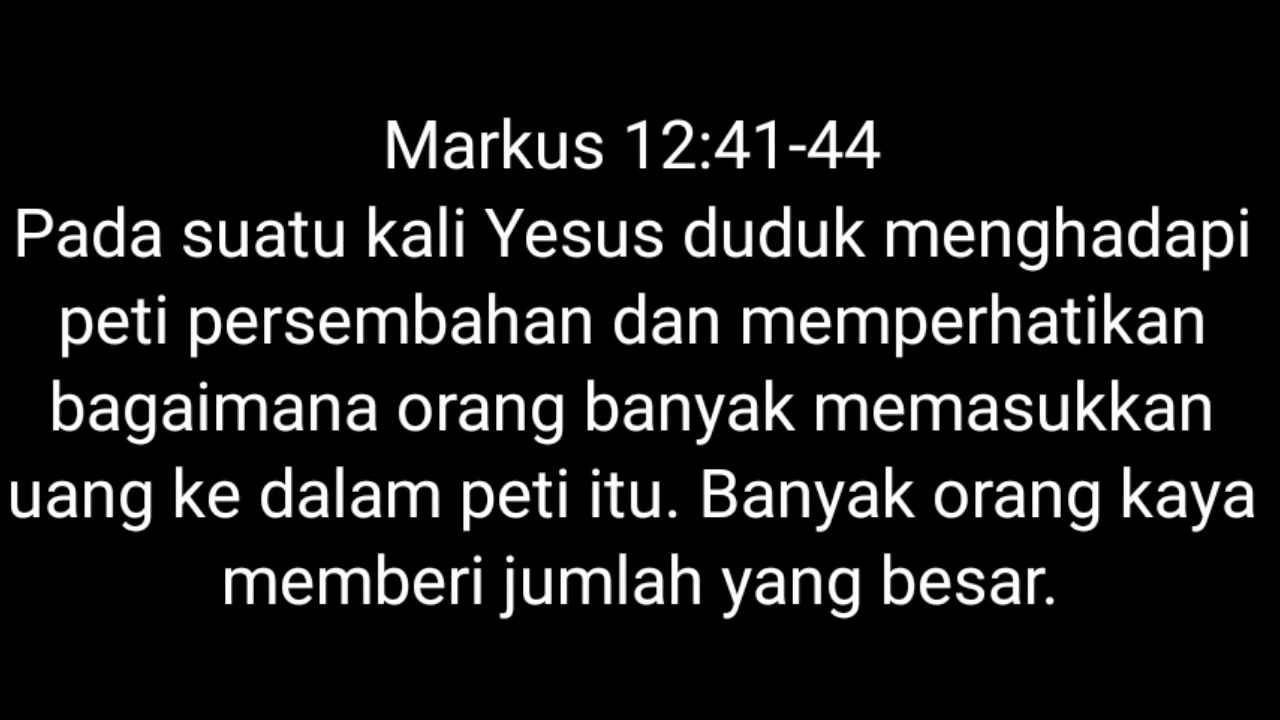 Markus 12:41-44
Pada suatu kali Yesus duduk menghadapi
peti persembahan dan memperhatikan
bagaimana orang banyak memasukkan
uang ke dalam peti itu. Banyak orang kaya
memberi jumlah yang besar.